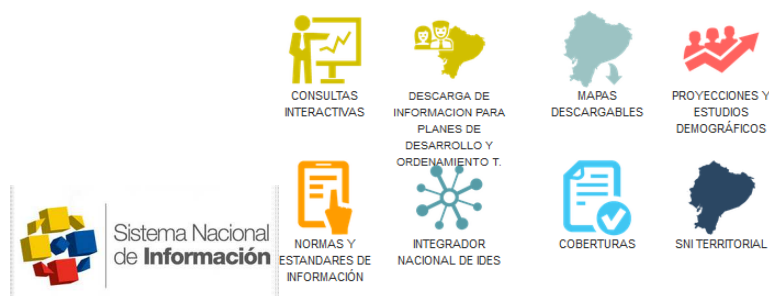 CONSULTAS
INTERACTIVAS
DESCARGA DE
INFORMACION PARA
PLANES DE
DESARROLLO Y
ORDENAMIENTO T.
MAPAS
DESCARGABLES
PROYECCIONES Y
ESTUDIOS
DEMOGRÁFICOS
Sistema Nacional
de Información
NORMAS Y
ESTANDARES DE
INFORMACIÓN
INTEGRADOR
NACIONAL DE IDES
COBERTURAS
SNI TERRITORIAL